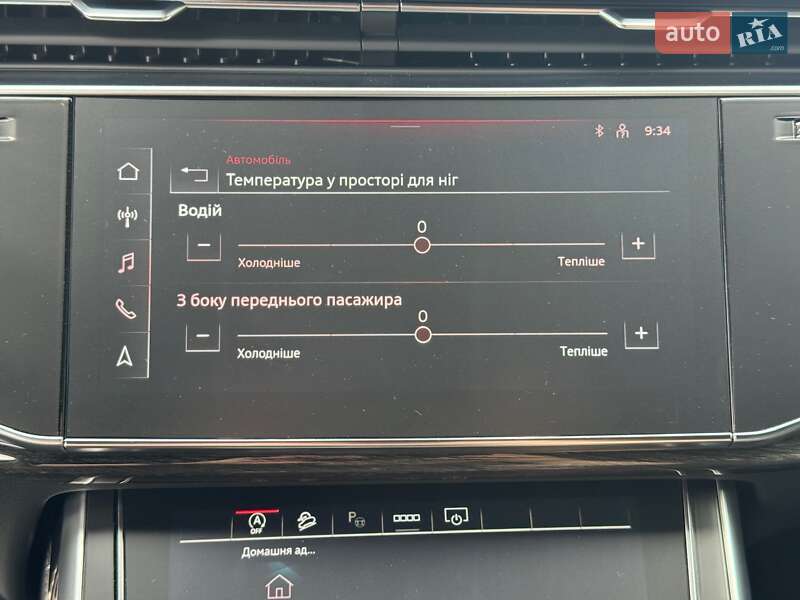 auto RIA
.com
9:34
Автомобіль
Температура у просторі для ніг
Водій
0
Холодніше
Тепліше
З боку переднього пасажира
0
Холодніше
Тепліше
A
OFF
P
Домашня ад...